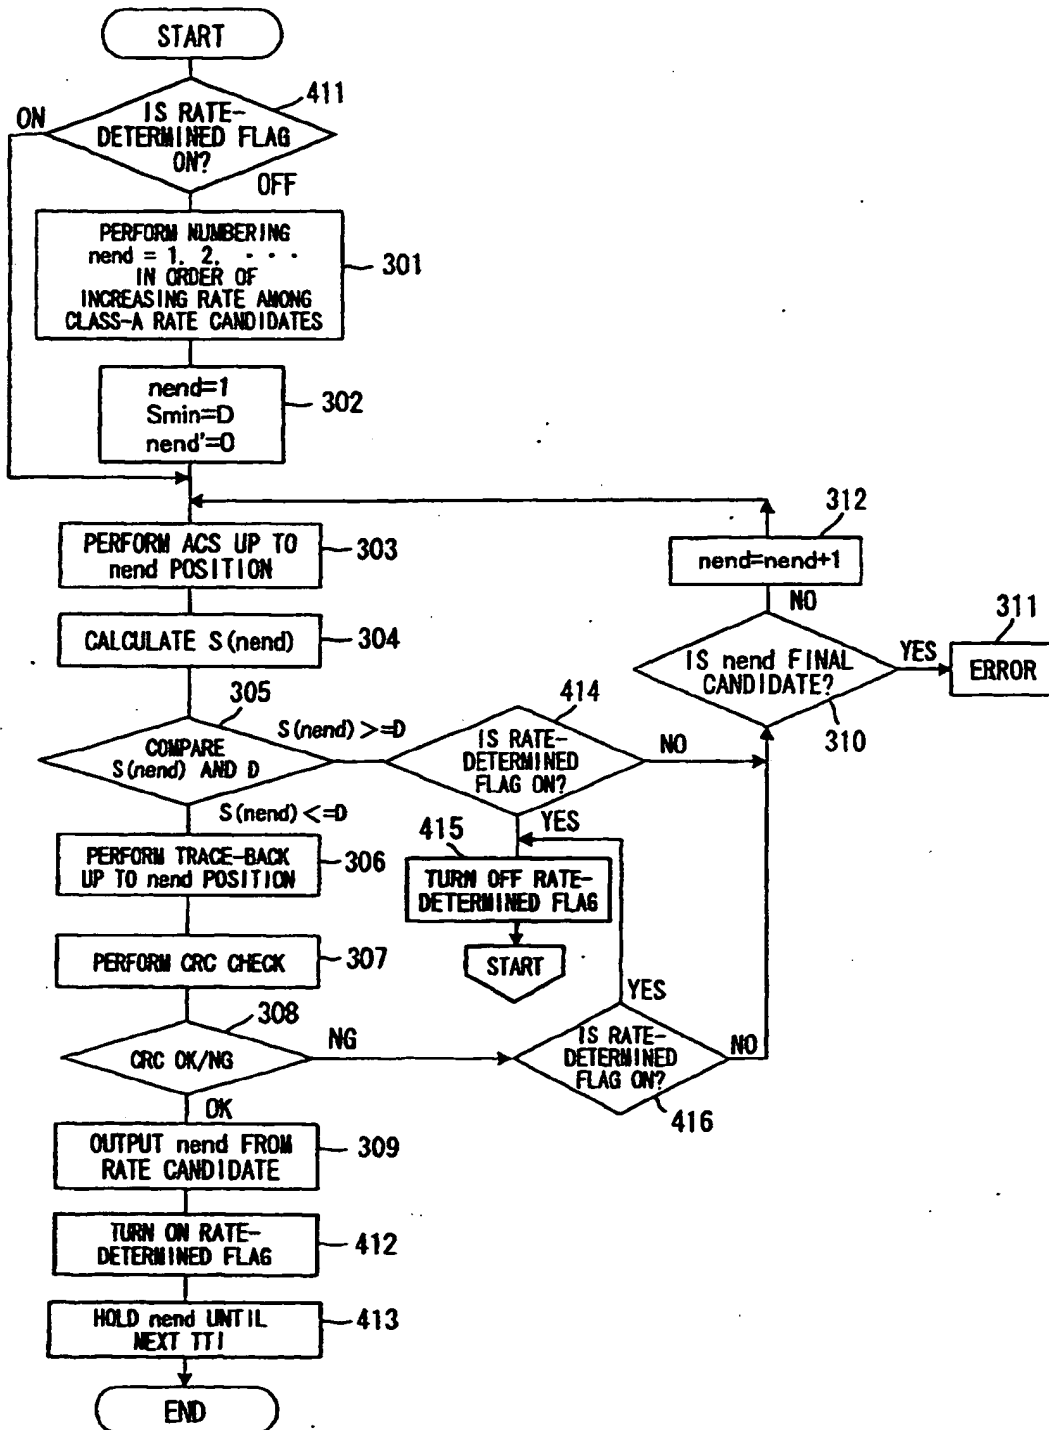 START
411
IS RATE-
DETERMINED FLAG
ON?
ON
OFF
PERFORM NUMBERING
nend = 1, 2, ・・・
IN ORDER OF
INCREASING RATE AMONG
CLASS-A RATE CANDIDATES
301
nend=1
Smin=D
nend'=0
302
PERFORM ACS UP TO
nend POSITION
303
312
nend=nend+1
NO
CALCULATE S(nend)
304
IS nend FINAL
CANDIDATE?
YES
311
ERROR
310
305
COMPARE
S(nend) AND D
S(nend)>=D
414
IS RATE-
DETERMINED
FLAG ON?
NO
S(nend)<=D
YES
PERFORM TRACE-BACK
UP TO nend POSITION
306
415
TURN OFF RATE-
DETERMINED FLAG
START
PERFORM CRC CHECK
307
308
CRC OK/NG
NG
YES
IS RATE-
DETERMINED
FLAG ON?
NO
416
OK
OUTPUT nend FROM
RATE CANDIDATE
309
TURN ON RATE-
DETERMINED FLAG
412
HOLD nend UNTIL
NEXT TTI
413
END